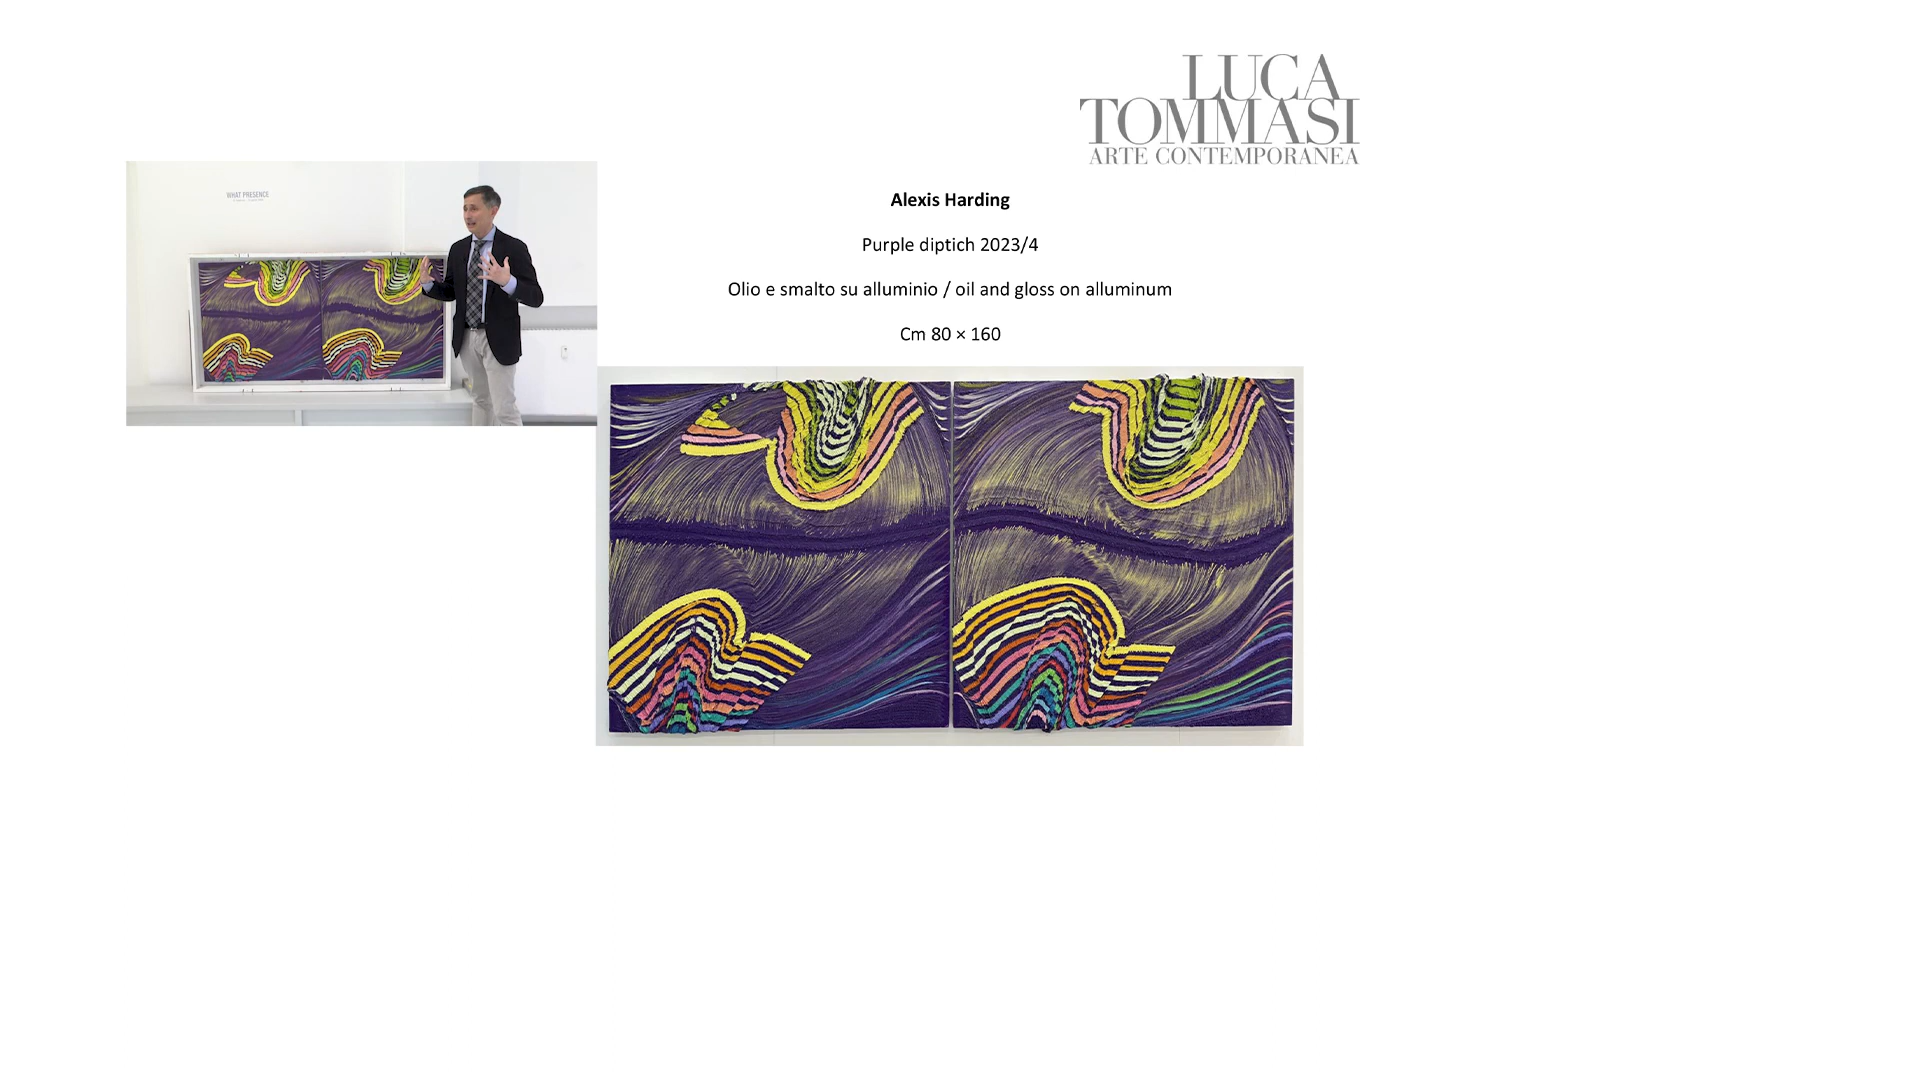 LUCA
TOMMASI
ARTE CONTEMPORANEA
WHAT PRESENCE
Alexis Harding
Purple diptich 2023/4
Olio e smalto su alluminio / oil and gloss on alluminum
Cm 80 × 160